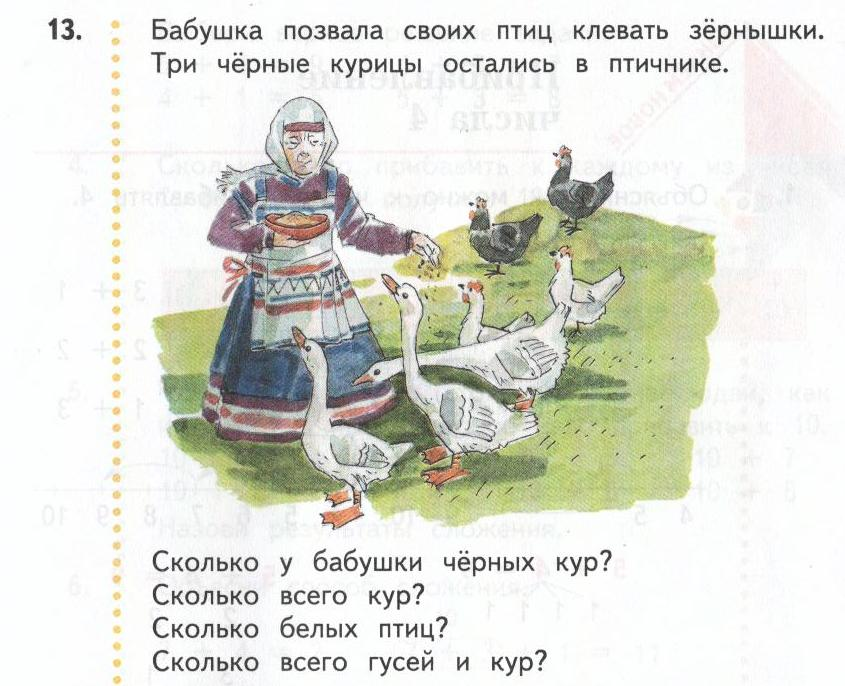 13. Бабушка позвала своих птиц клевать зёрнышки.
Три чёрные курицы остались в птичнике.
Сколько у бабушки чёрных кур?
Сколько всего кур?
Сколько белых птиц?
Сколько всего гусей и кур?